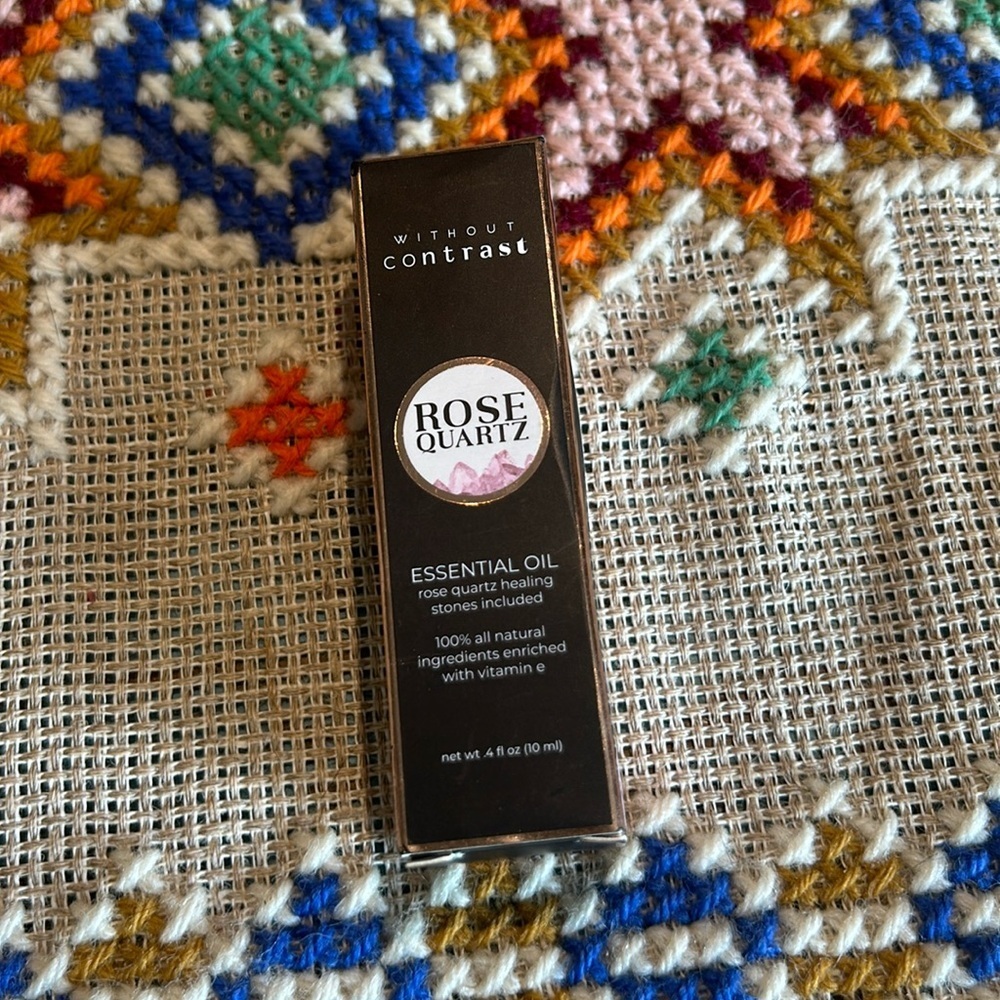 WITHOUT
contrast
ROSE
QUARTZ
ESSENTIAL OIL
rose quartz healing
stones included
100% all natural
ingredients enriched
with vitamin e
net wt .4 fl oz (10 ml)